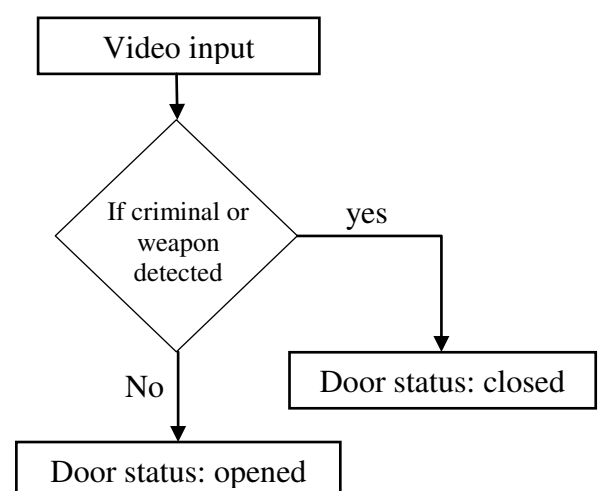 Video input
If criminal or
weapon
detected
yes
Door status: closed
No
Door status: opened